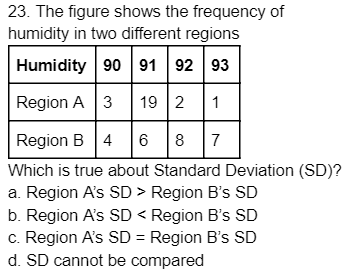 23. The figure shows the frequency of
humidity in two different regions
Humidity 90 91 92 93
Region A 3 19 2 1
Region B 4 6 8 7
Which is true about Standard Deviation (SD)?
a. Region A's SD > Region B's SD
b. Region A's SD < Region B's SD
c. Region A's SD = Region B's SD
d. SD cannot be compared